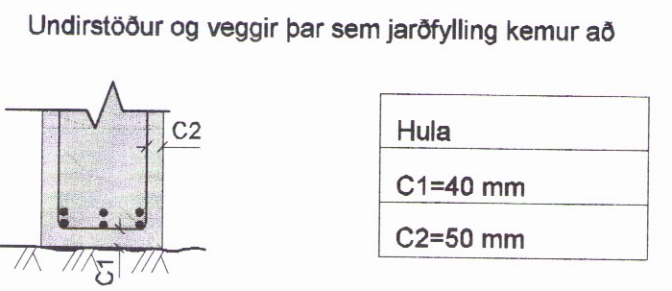 Undirstöður og veggir þar sem jarðfylling kemur að
C2
C1
Hula
C1=40 mm
C2=50 mm